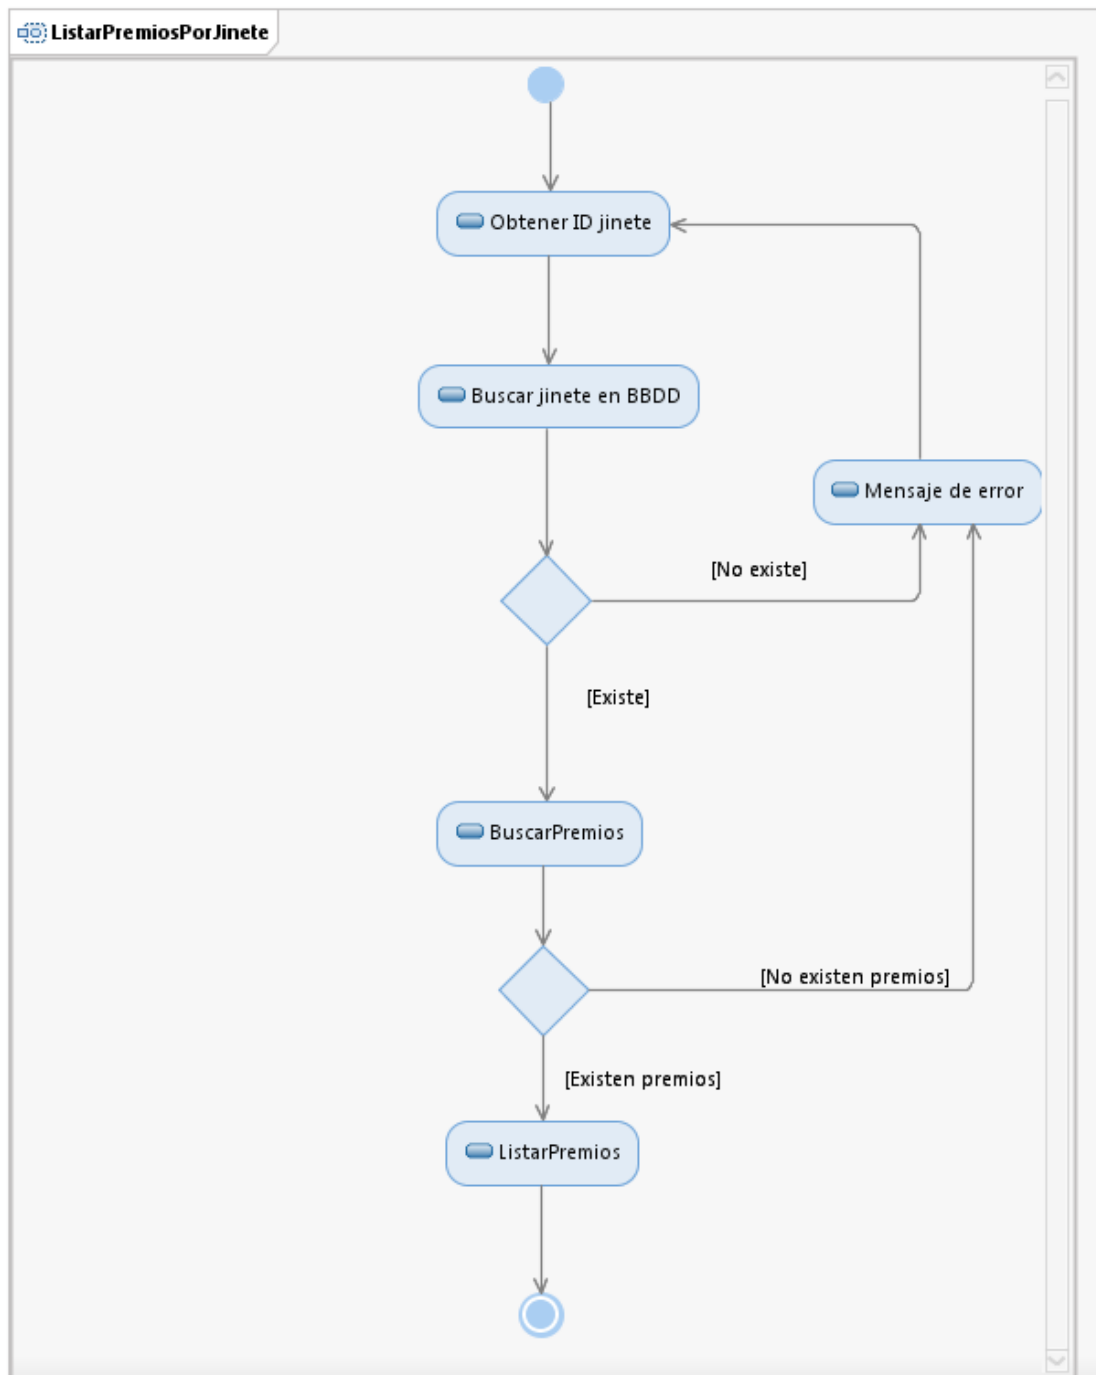 ListarPremiosPorJinete
Obtener ID jinete
Buscar jinete en BBDD
Mensaje de error
[No existe]
[Existe]
BuscarPremios
[No existen premios]
[Existen premios]
ListarPremios